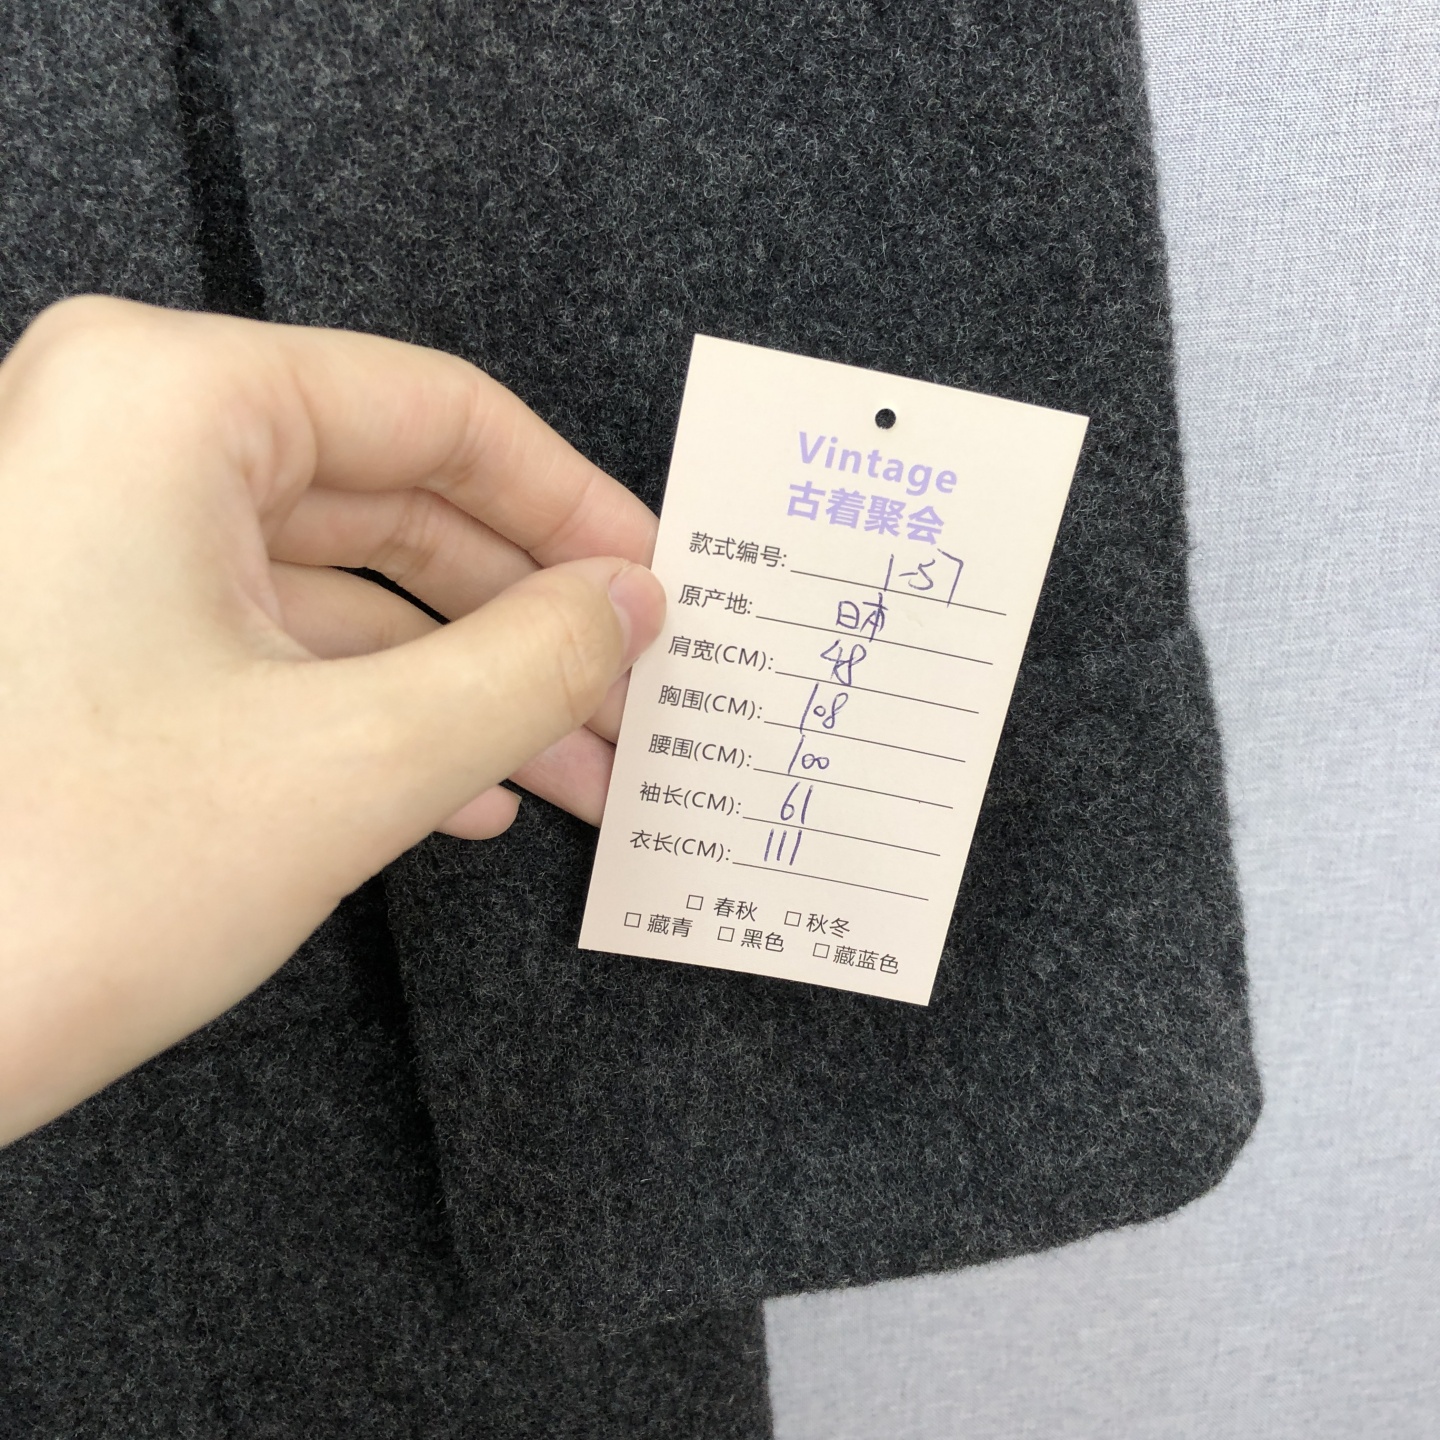 Vintage
古着聚会
款式编号: 1-57
原产地: 日本
肩宽(CM): 48
胸围(CM): 108
腰围(CM): 100
袖长(CM): 61
衣长(CM): 111
□ 春秋 □ 秋冬
□ 藏青 □ 黑色 □ 藏蓝色